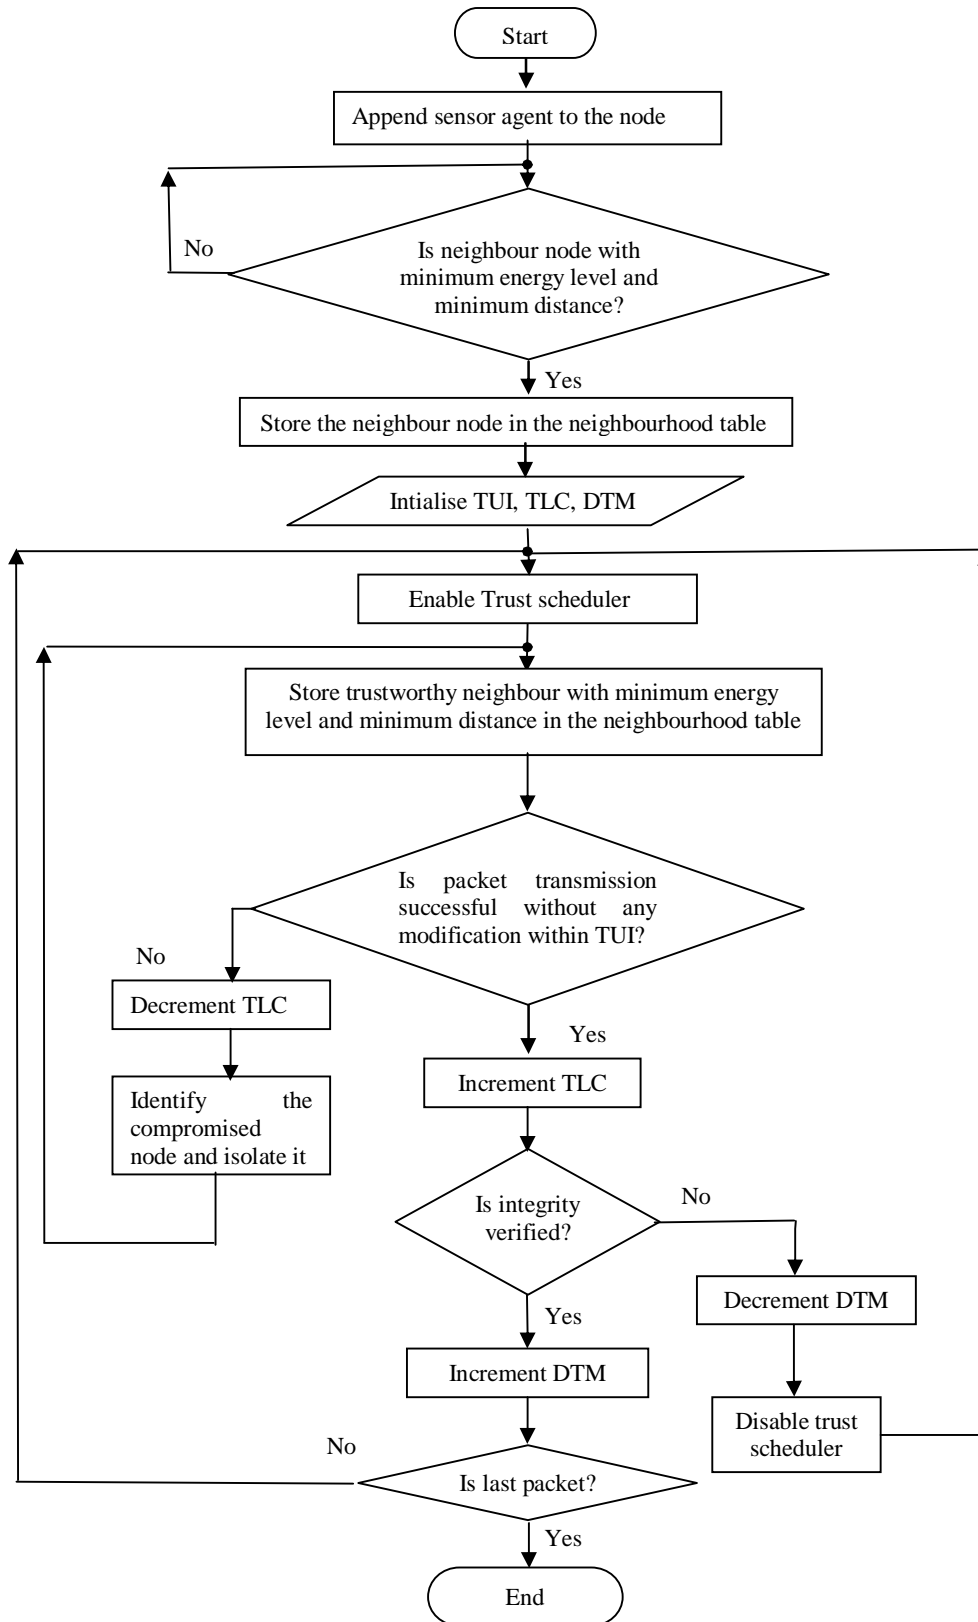 Start
Append sensor agent to the node
No
Is neighbour node with
minimum energy level and
minimum distance?
Yes
Store the neighbour node in the neighbourhood table
Intialise TUI, TLC, DTM
Enable Trust scheduler
Store trustworthy neighbour with minimum energy
level and minimum distance in the neighbourhood table
Is packet transmission
successful without any
modification within TUI?
No
Decrement TLC
Yes
Increment TLC
Identify the
compromised
node and isolate it
Is integrity
verified?
No
Decrement DTM
Yes
Increment DTM
Disable trust
scheduler
No
Is last packet?
Yes
End